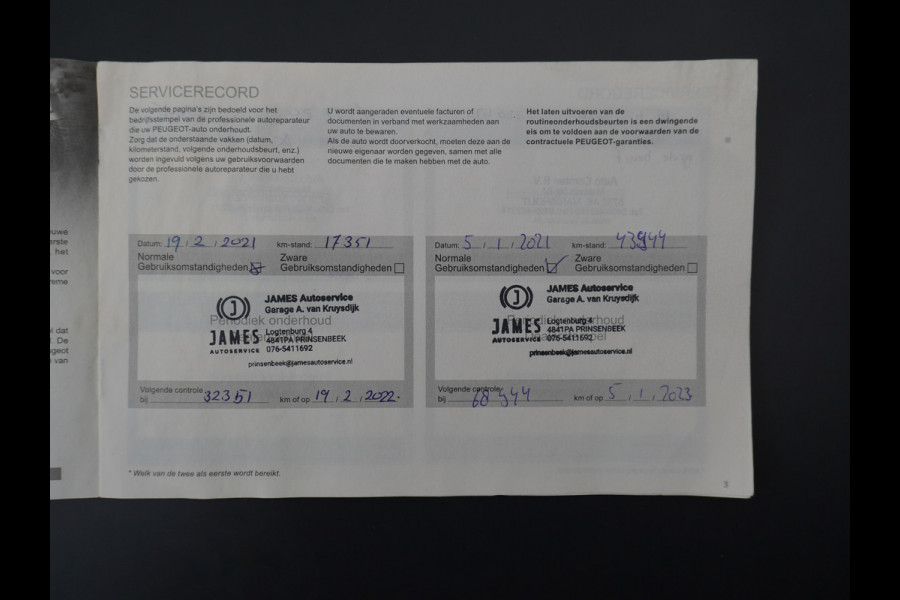 SERVICERECORD
De volgende pagina's zijn bedoeld voor het
bedrijfsstempel van de professionele autoreparateur
die uw PEUGEOT-auto onderhoudt.
Zorg dat de onderstaande vakken (datum,
kilometerstand, volgende onderhoudsbeurt, enz.)
worden ingevuld volgens uw gebruiksvoorwaarden
door de professionele autoreparateur die u hebt
gekozen.
U wordt aangeraden eventuele facturen of
documenten in verband met werkzaamheden aan
uw auto te bewaren.
Als de auto wordt doorverkocht, moeten deze aan de
nieuwe eigenaar worden gegeven, samen met alle
documenten die te maken hebben met de auto.
Het laten uitvoeren van de
routineonderhoudsbeurten is een dwingende
eis om te voldoen aan de voorwaarden van de
contractuele PEUGEOT-garanties.
Datum: 19, 2, 2021 km-stand: 17351
Normale
Gebruiksomstandigheden
Zware
Gebruiksomstandigheden
JAMES Autoservice
Garage A. van Kruysdijk
Periodiek onderhoud
JAMES
AUTOSERVICE
Logtenburg 4
4841PA PRINSENBEEK
076-5411692
prinsenbeek@jamesautoservice.nl
Volgende controle
bij 32351 km of op 19, 2, 2022.
Datum: 5, 1, 2021 km-stand: 43944
Normale
Gebruiksomstandigheden
Zware
Gebruiksomstandigheden
JAMES Autoservice
Garage A. van Kruysdijk
Periodiek onderhoud
JAMES
AUTOSERVICE
Logtenburg 4
4841PA PRINSENBEEK
076-5411692
prinsenbeek@jamesautoservice.nl
Volgende controle
bij 68944 km of op 5, 1, 2023
* Welk van de twee als eerste wordt bereikt.
3